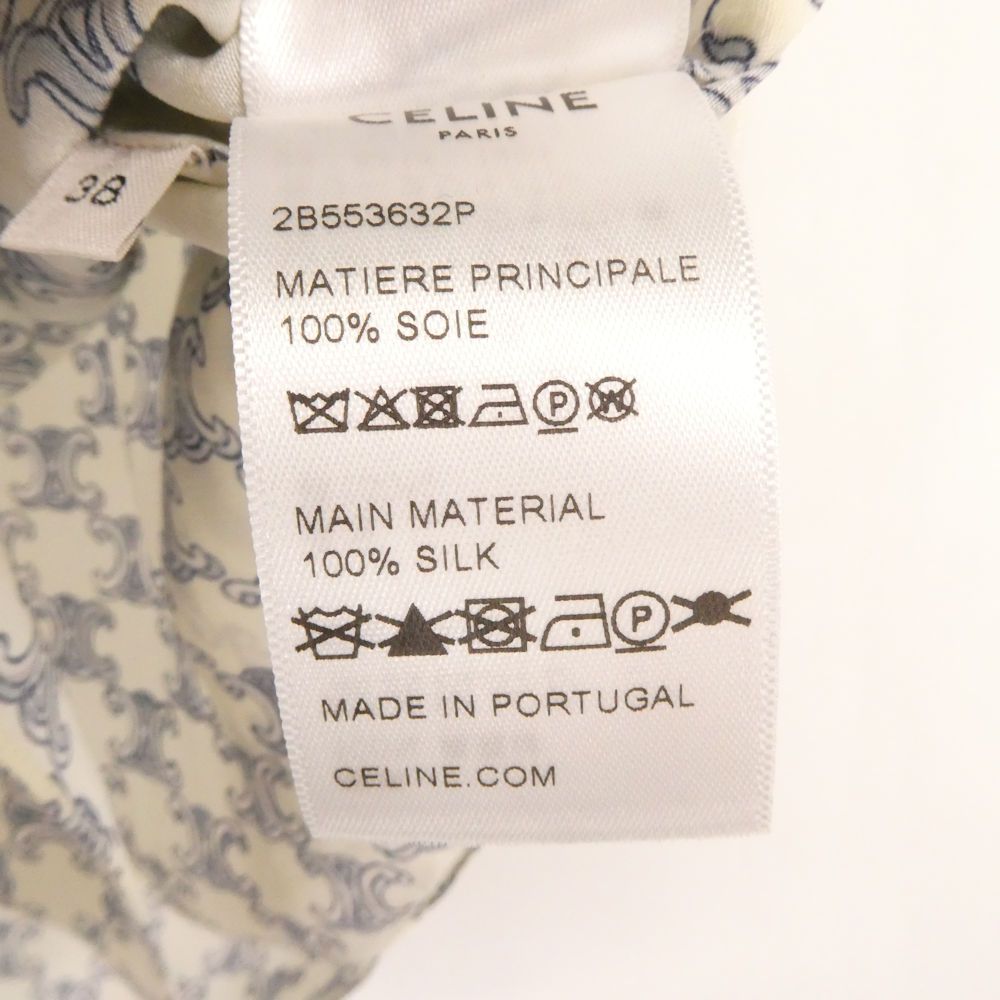 CELINE
PARIS
38
2B553632P
MATIERE PRINCIPALE
100% SOIE
P W
MAIN MATERIAL
100% SILK
P
MADE IN PORTUGAL
CELINE.COM